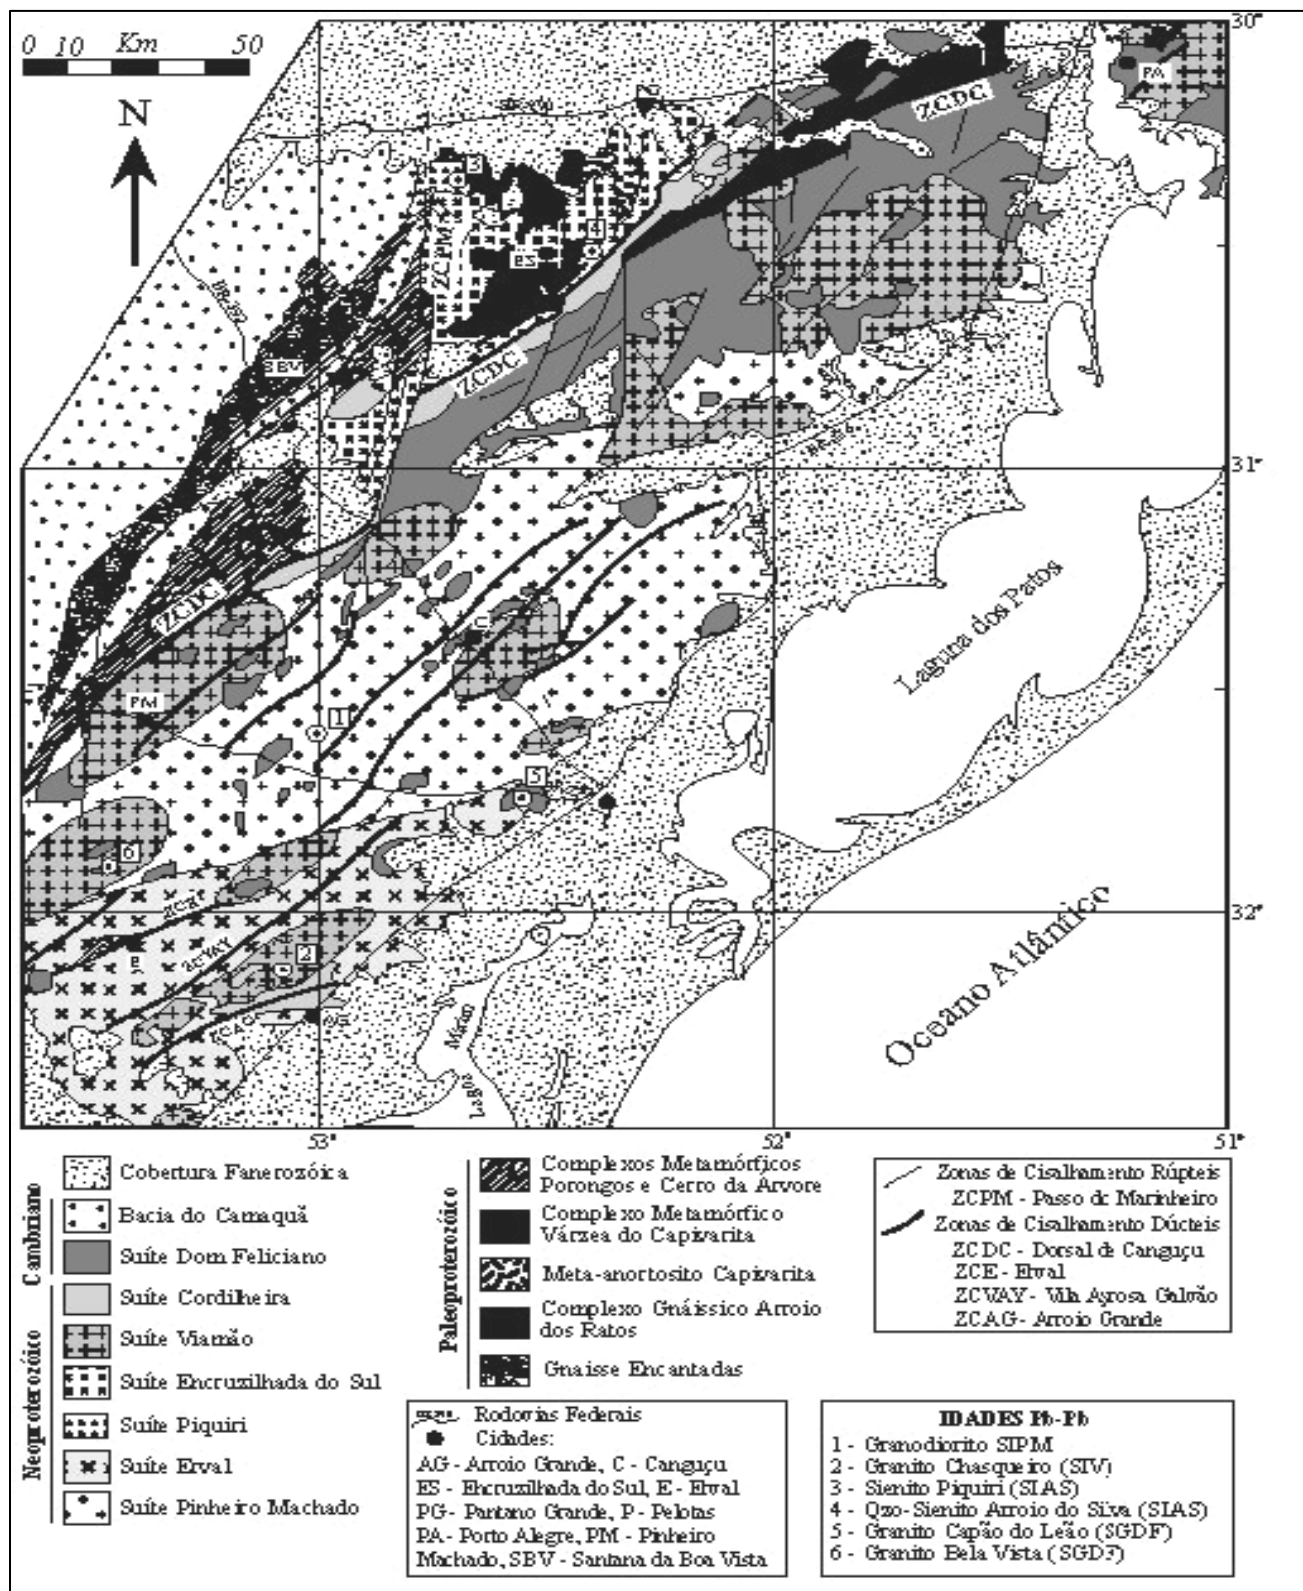 0 10 Km 50
N
30°
PA
ZCDC
3
ZCPM
4
ES
SBV
ZCDC
31°
ZCDC
C
PM
1
5
6
Laguna dos Patos
32°
ZCVAY
E
2
ZCAG
AG
Mirim
Lagoa
Oceano Atlántico
53°
52°
51°
Cambriano
Neoproterozóico
Cobertura Fanerozóica
Bacia do Camaquã
Suíte Dom Feliciano
Suíte Cordilheira
Suíte Viamão
Suíte Encruzilhada do Sul
Suíte Piquiri
Suíte Erval
Suíte Pinheiro Machado
Paleoproterozóico
Complexos Metamórficos
Porongos e Cerro da Árvore
Complexo Metamórfico
Várzea do Capivarita
Meta-anortosito Capivarita
Complexo Gnáissico Arroio
dos Ratos
Gnaisse Encantadas
Zonas de Cisalhamento Rúpteis
ZCPM - Passo do Marinheiro
Zonas de Cisalhamento Dúcteis
ZCDC - Dorsal de Canguçu
ZCE - Erval
ZCVAY - Vila Ayrosa Galvão
ZCAG - Arroio Grande
Rodovias Federais
Cidades:
AG - Arroio Grande, C - Canguçu
ES - Encruzilhada do Sul, E - Erval
PG - Pantano Grande, P - Pelotas
PA - Porto Alegre, PM - Pinheiro
Machado, SBV - Santana da Boa Vista
IDADES Pb-Pb
1 - Granodiorito SIPM
2 - Granito Chasqueiro (SIV)
3 - Sienito Piquiri (SIAS)
4 - Qzo-Sienito Arroio do Silva (SIAS)
5 - Granito Capão do Leão (SGDF)
6 - Granito Bela Vista (SGDF)